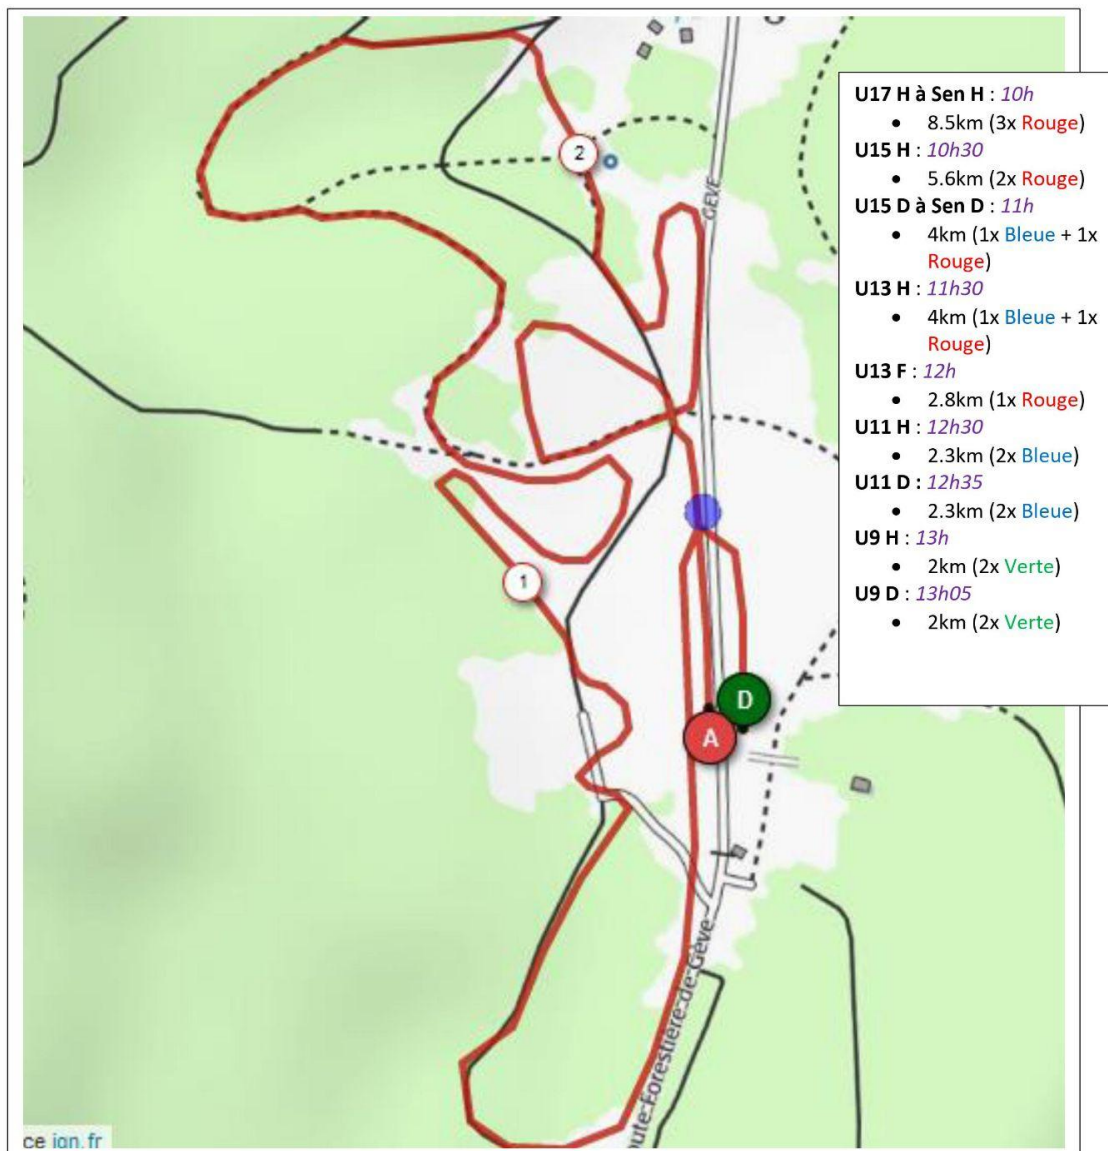 U17 H à Sen H : 10h
• 8.5km (3x Rouge)
U15 H : 10h30
• 5.6km (2x Rouge)
U15 D à Sen D : 11h
• 4km (1x Bleue + 1x
Rouge)
U13 H : 11h30
• 4km (1x Bleue + 1x
Rouge)
U13 F : 12h
• 2.8km (1x Rouge)
U11 H : 12h30
• 2.3km (2x Bleue)
U11 D : 12h35
• 2.3km (2x Bleue)
U9 H : 13h
• 2km (2x Verte)
U9 D : 13h05
• 2km (2x Verte)
2
GEVE
1
D
A
oute Forestière de Gève
ce ign.fr